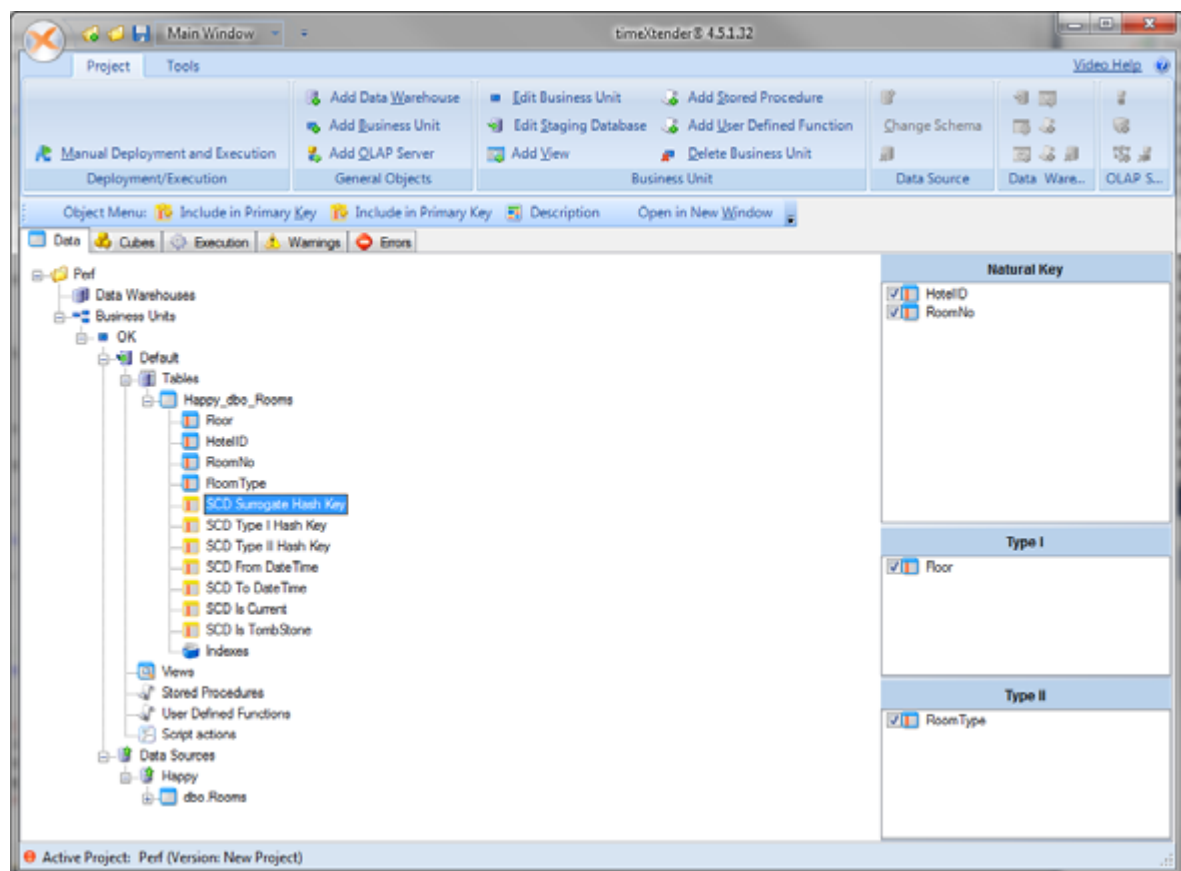 Main Window
timeXtender® 4.5.1.32
Project Tools
Video Help
Add Data Warehouse
Edit Business Unit
Add Stored Procedure
Add Business Unit
Edit Staging Database
Add User Defined Function
Change Schema
Manual Deployment and Execution
Add OLAP Server
Add View
Delete Business Unit
Deployment/Execution
General Objects
Business Unit
Data Source
Data Ware...
OLAP S...
Object Menu: Include in Primary Key Include in Primary Key Description Open in New Window
Data Cubes Execution Warnings Errors
Perf
Data Warehouses
Business Units
OK
Default
Tables
Happy_dbo_Rooms
Floor
HotelID
RoomNo
RoomType
SCD Surrogate Hash Key
SCD Type I Hash Key
SCD Type II Hash Key
SCD From DateTime
SCD To DateTime
SCD Is Current
SCD Is TombStone
Indexes
Views
Stored Procedures
User Defined Functions
Script actions
Data Sources
Happy
dbo.Rooms
Natural Key
HotelID
RoomNo
Type I
Floor
Type II
RoomType
Active Project: Perf (Version: New Project)